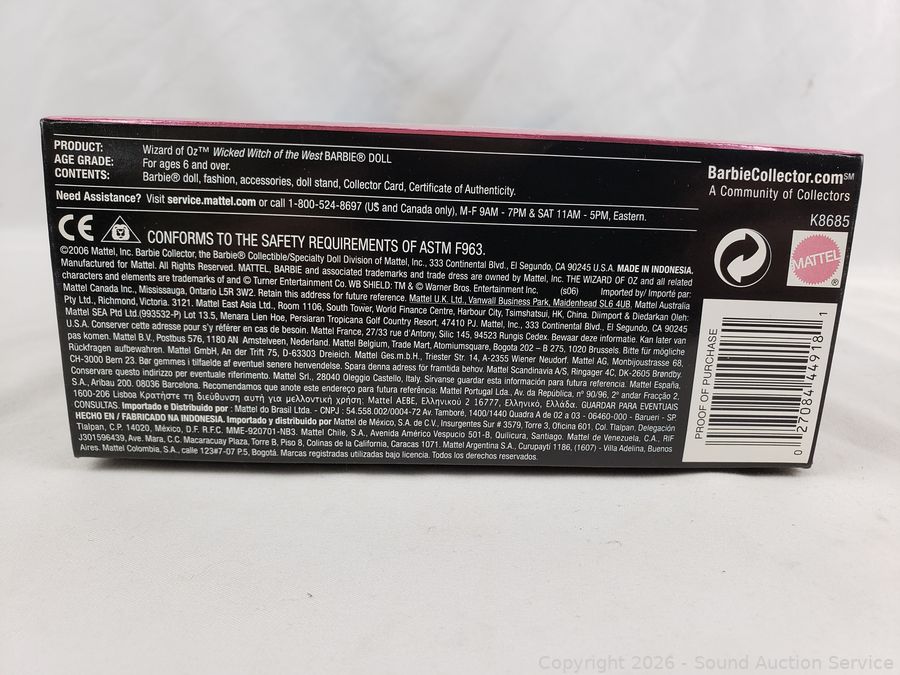 PRODUCT: Wizard of Oz™ Wicked Witch of the West BARBIE® DOLL
AGE GRADE: For ages 6 and over.
CONTENTS: Barbie® doll, fashion, accessories, doll stand, Collector Card, Certificate of Authenticity.
Need Assistance? Visit service.mattel.com or call 1-800-524-8697 (US and Canada only), M-F 9AM - 7PM & SAT 11AM - 5PM, Eastern.
CE CONFORMS TO THE SAFETY REQUIREMENTS OF ASTM F963.
©2006 Mattel, Inc. Barbie Collector, the Barbie® Collectible/Specialty Doll Division of Mattel, Inc., 333 Continental Blvd., El Segundo, CA 90245 U.S.A. MADE IN INDONESIA.
Manufactured for Mattel. All Rights Reserved. MATTEL, BARBIE and associated trademarks and trade dress are owned by Mattel, Inc. THE WIZARD OF OZ and all related
characters and elements are trademarks of and © Turner Entertainment Co. WB SHIELD: TM & © Warner Bros. Entertainment Inc. (s06) Imported by/ Importé par:
Mattel Canada Inc., Mississauga, Ontario L5R 3W2. Retain this address for future reference. Mattel U.K. Ltd., Vanwall Business Park, Maidenhead SL6 4UB. Mattel Australia
Pty Ltd., Richmond, Victoria. 3121. Mattel East Asia Ltd., Room 1106, South Tower, World Finance Centre, Harbour City, Tsimshatsui, HK, China. Diimport & Diedarkan Oleh:
Mattel SEA Ptd Ltd.(993532-P) Lot 13.5, Menara Lien Hoe, Persiaran Tropicana Golf Country Resort, 47410 PJ. Mattel, Inc., 333 Continental Blvd., El Segundo, CA 90245
U.S.A. Conserver cette adresse pour s'y référer en cas de besoin. Mattel France, 27/33 rue d'Antony, Silic 145, 94523 Rungis Cedex. Bewaar deze informatie. Kan later van
pas komen. Mattel B.V., Postbus 576, 1180 AN Amstelveen, Nederland. Mattel Belgium, Trade Mart, Atomiumsquare, Bogota 202 – B 275, 1020 Brussels. Bitte für mögliche
Rückfragen aufbewahren. Mattel GmbH, An der Trift 75, D-63303 Dreieich. Mattel Ges.m.b.H., Triester Str. 14, A-2355 Wiener Neudorf. Mattel AG, Monbijoustrasse 68,
CH-3000 Bern 23. Bør gemmes i tilfælde af eventuel senere henvendelse. Spara denna adress för framtida behov. Mattel Scandinavia A/S, Ringager 4C, DK-2605 Brøndby.
Conservare questo indirizzo per eventuale riferimento. Mattel Srl., 28040 Oleggio Castello, Italy. Sírvanse guardar esta información para futura referencia. Mattel España,
S.A., Aribau 200. 08036 Barcelona. Recomendamos que anote este endereço para futura referência: Mattel Portugal Lda., Av. da República, nº 90/96, 2º andar Fracção 2,
1600-206 Lisboa Κρατήστε τη διεύθυνση αυτή για μελλοντική χρήση: Mattel AEBE, Ελληνικού 2 16777, Ελληνικό, Ελλάδα. GUARDAR PARA EVENTUAIS
CONSULTAS. Importado e Distribuido por : Mattel do Brasil Ltda. - CNPJ : 54.558.002/0004-72 Av. Tamboré, 1400/1440 Quadra A de 02 a 03 - 06460-000 - Barueri - SP.
HECHO EN / FABRICADO NA INDONESIA. Importado y distribuido por Mattel de México, S.A. de C.V., Insurgentes Sur # 3579, Torre 3, Oficina 601, Col. Tlalpan, Delegación
Tlalpan, C.P. 14020, México, D.F. R.F.C. MME-920701-NB3. Mattel Chile, S.A., Avenida Américo Vespucio 501-B, Quilicura, Santiago. Mattel de Venezuela, C.A., RIF
J301596439, Ave. Mara, C.C. Macaracuay Plaza, Torre B, Piso 8, Colinas de la California, Caracas 1071. Mattel Argentina S.A., Curupaytí 1186, (1607) - Villa Adelina, Buenos
Aires. Mattel Colombia, S.A., calle 123#7-07 P.5, Bogotá. Marcas registradas utilizadas bajo licencia. Todos los derechos reservados.
BarbieCollector.com℠
A Community of Collectors
K8685
MATTEL®
PROOF OF PURCHASE
0 27084 44918 1
Copyright 2026 - Sound Auction Service